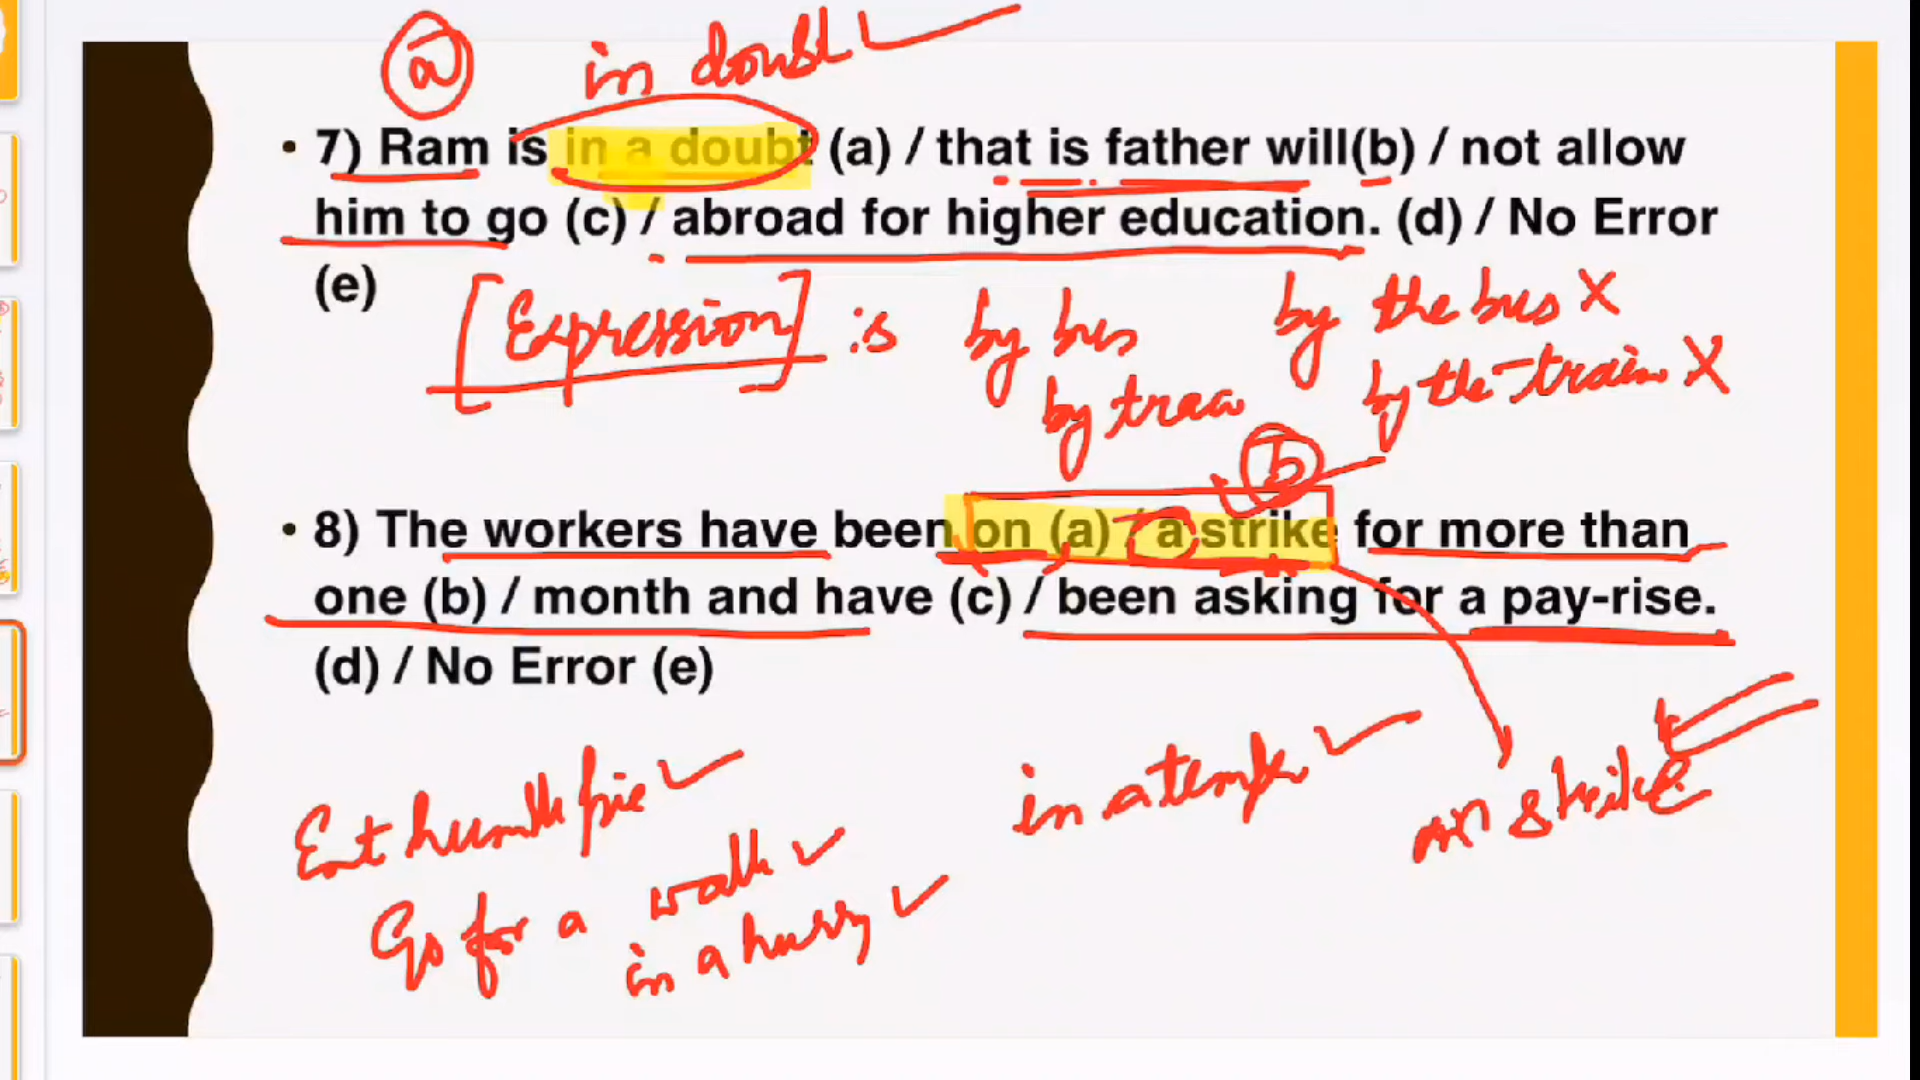 a in doubt
• 7) Ram is in a doubt (a) / that is father will(b) / not allow
him to go (c) / abroad for higher education. (d) / No Error
(e)
[Expression] is by bus by the bus X
by the train X
b
• 8) The workers have been on (a) / a strike for more than
one (b) / month and have (c) / been asking for a pay-rise.
(d) / No Error (e)
Eat humble pie in a temper on strike
Go for a walk
in a hurry